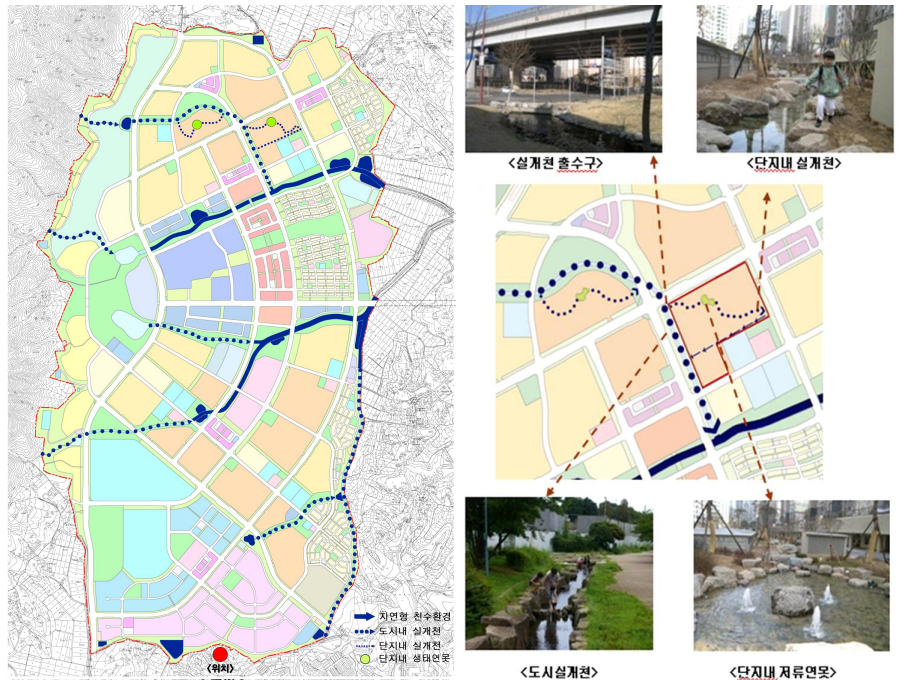 <실개천 출수구>
<단지내 실개천>
자연형 친수환경
도시내 실개천
단지내 실개천
단지내 생태연못
<위치>
<도시실개천>
<단지내 저류연못>